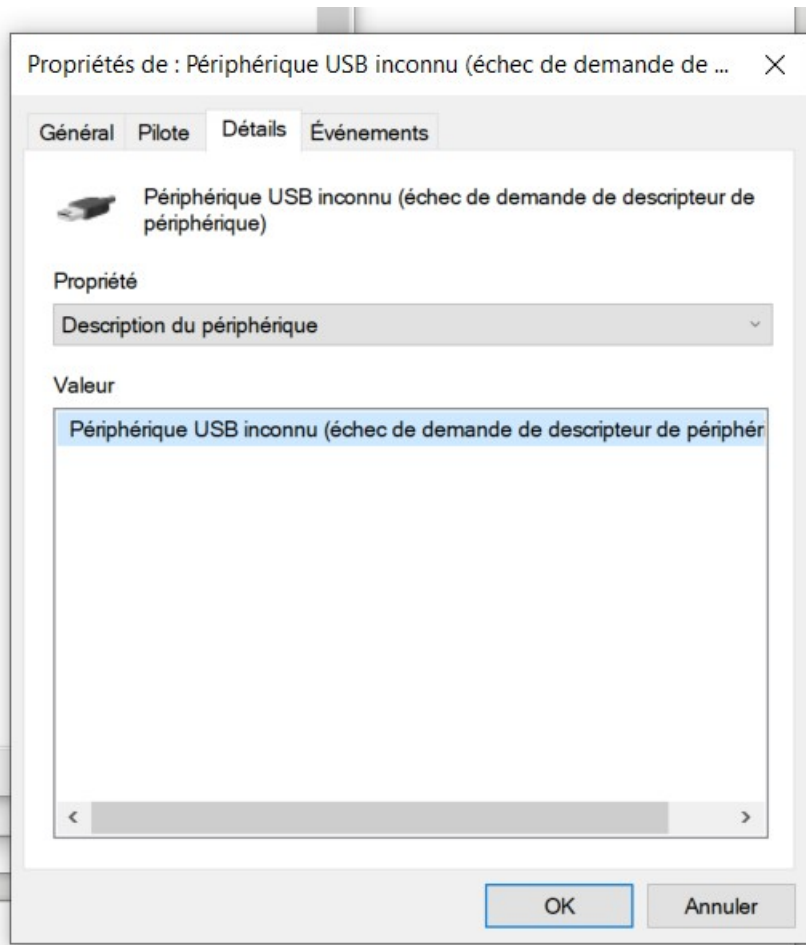 Propriétés de : Périphérique USB inconnu (échec de demande de ...
Général Pilote Détails Événements
Périphérique USB inconnu (échec de demande de descripteur de
périphérique)
Propriété
Description du périphérique
Valeur
Périphérique USB inconnu (échec de demande de descripteur de périphéri
OK Annuler